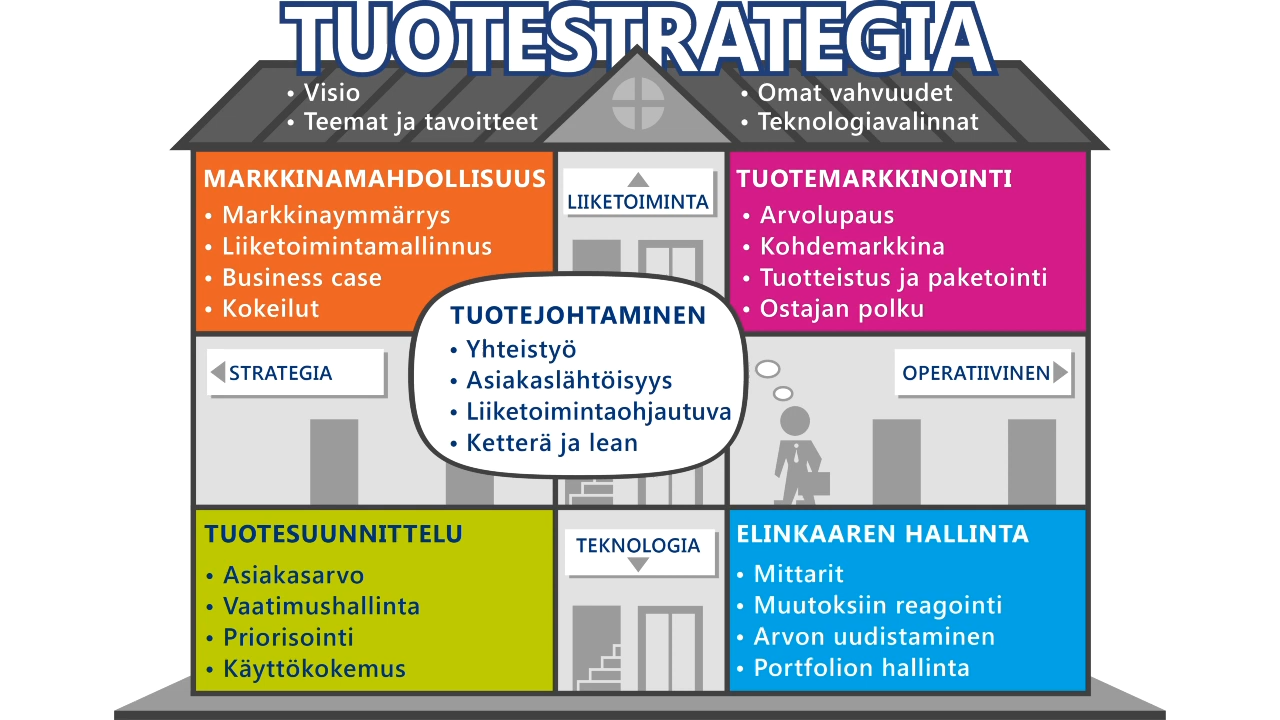 TUOTESTRATEGIA
• Visio
• Teemat ja tavoitteet
• Omat vahvuudet
• Teknologiavalinnat
MARKKINAMAHDOLLISUUS
• Markkinaymmärrys
• Liiketoimintamallinnus
• Business case
• Kokeilut
LIIKETOIMINTA
TUOTEMARKKINOINTI
• Arvolupaus
• Kohdemarkkina
• Tuotteistus ja paketointi
• Ostajan polku
STRATEGIA
TUOTEJOHTAMINEN
• Yhteistyö
• Asiakaslähtöisyys
• Liiketoimintaohjautuva
• Ketterä ja lean
OPERATIIVINEN
TUOTESUUNNITTELU
• Asiakasarvo
• Vaatimushallinta
• Priorisointi
• Käyttökokemus
TEKNOLOGIA
ELINKAAREN HALLINTA
• Mittarit
• Muutoksiin reagointi
• Arvon uudistaminen
• Portfolion hallinta